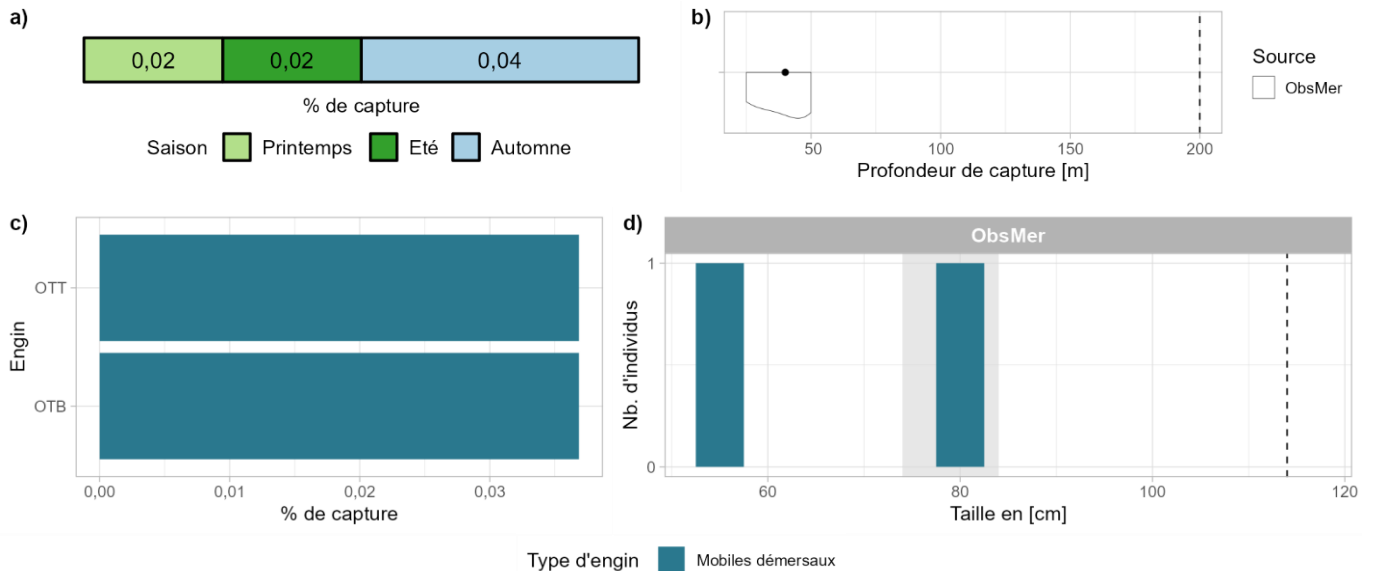 a)
0,02 0,02 0,04
% de capture
Saison Printemps Eté Automne
b)
50 100 150 200
Profondeur de capture [m]
Source
ObsMer
c)
Engin
OTT
OTB
0,00 0,01 0,02 0,03
% de capture
d)
ObsMer
Nb. d'individus
1
0
60 80 100 120
Taille en [cm]
Type d'engin Mobiles démersaux